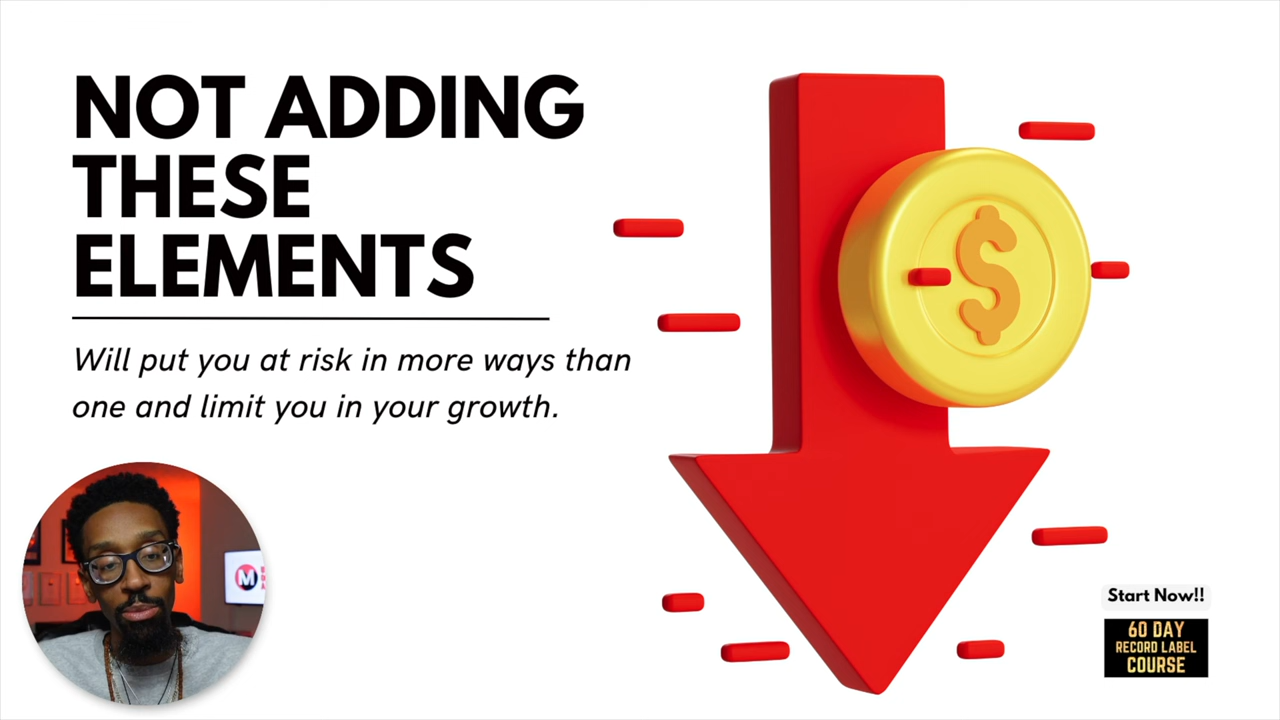 NOT ADDING
THESE
ELEMENTS
Will put you at risk in more ways than
one and limit you in your growth.
M
$
Start Now!!
60 DAY
RECORD LABEL
COURSE